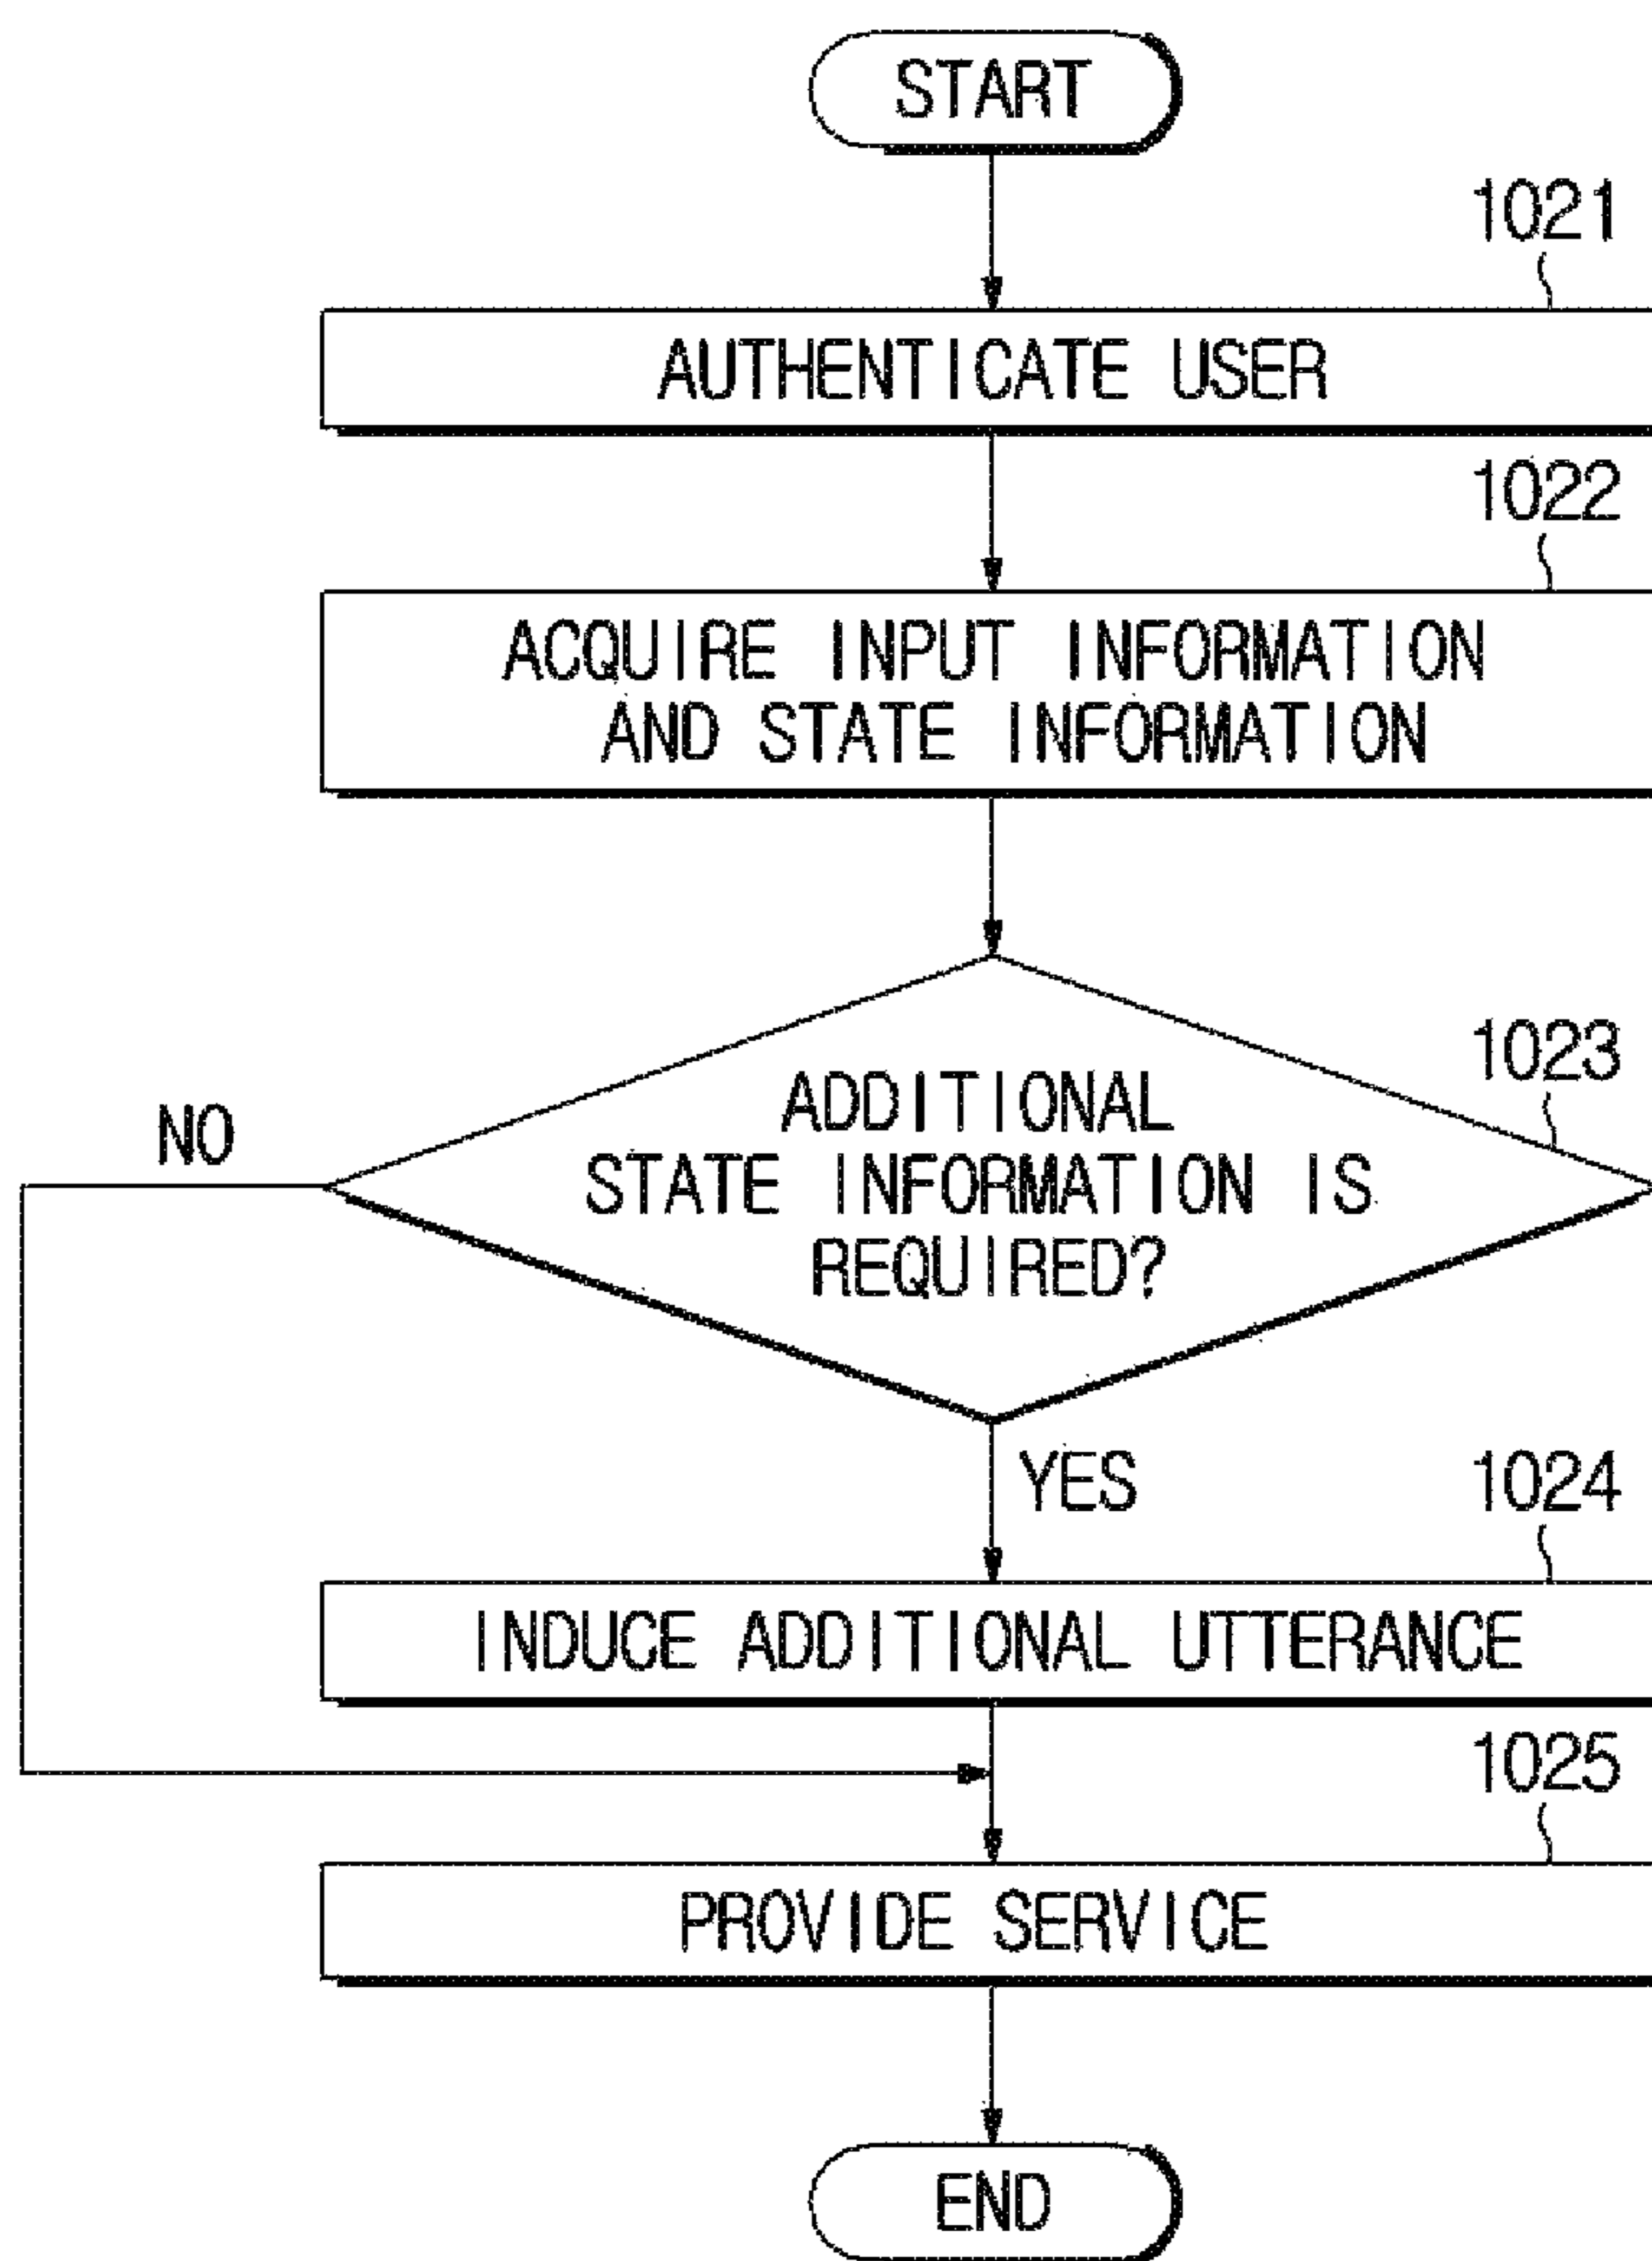 START
1021
AUTHENTICATE USER
1022
ACQUIRE INPUT INFORMATION
AND STATE INFORMATION
1023
ADDITIONAL
STATE INFORMATION IS
REQUIRED?
NO
YES
1024
INDUCE ADDITIONAL UTTERANCE
1025
PROVIDE SERVICE
END